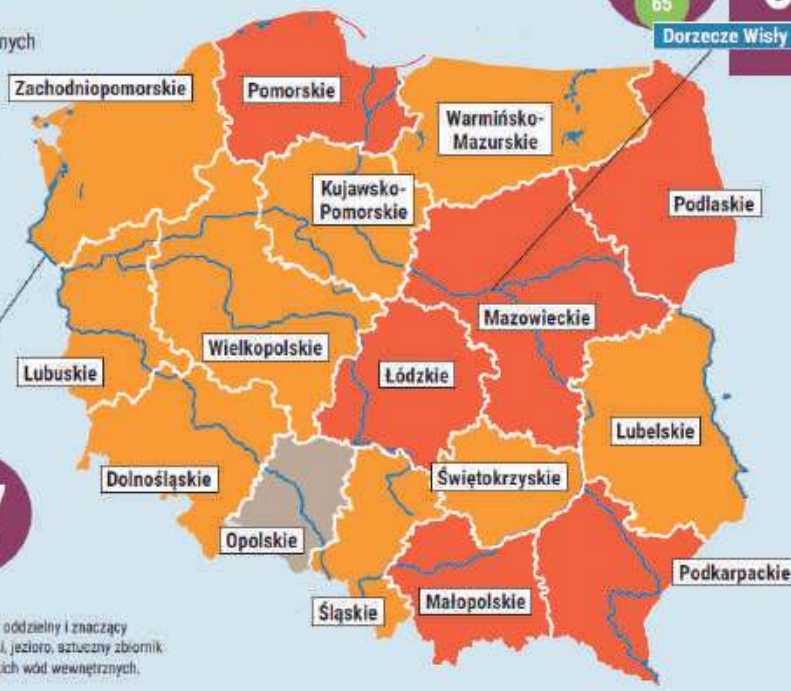 nych
65
Dorzecze Wisły
Zachodniopomorskie
Pomorskie
Warmińsko-
Mazurskie
Kujawsko-
Pomorskie
Podlaskie
Mazowieckie
Wielkopolskie
Łódzkie
Lubuskie
Lubelskie
Dolnośląskie
Świętokrzyskie
Opolskie
Podkarpackie
Śląskie
Małopolskie
oddzielny i znaczący
i, jezioro, sztuczny zbiornik
ich wód wewnętrznych.